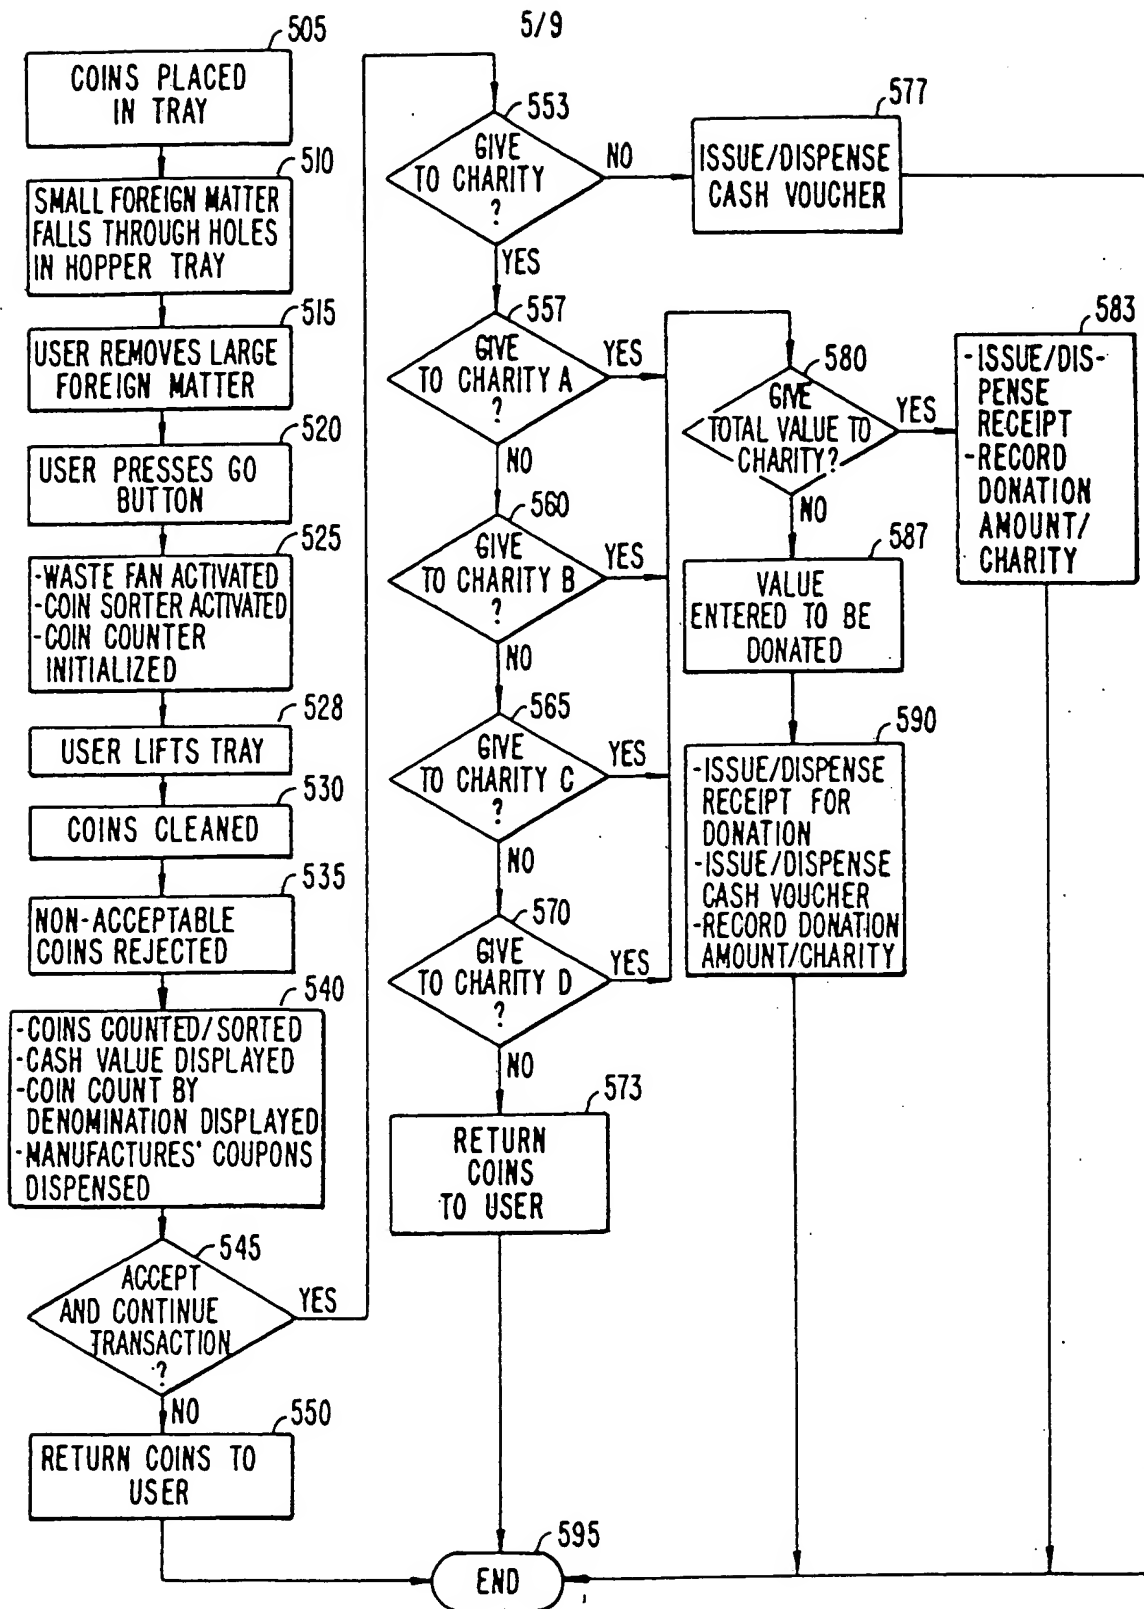 5/9
505
COINS PLACED
IN TRAY
510
SMALL FOREIGN MATTER
FALLS THROUGH HOLES
IN HOPPER TRAY
515
USER REMOVES LARGE
FOREIGN MATTER
520
USER PRESSES GO
BUTTON
525
-WASTE FAN ACTIVATED
-COIN SORTER ACTIVATED
-COIN COUNTER
INITIALIZED
528
USER LIFTS TRAY
530
COINS CLEANED
535
NON-ACCEPTABLE
COINS REJECTED
540
-COINS COUNTED/SORTED
-CASH VALUE DISPLAYED
-COIN COUNT BY
DENOMINATION DISPLAYED
-MANUFACTURES' COUPONS
DISPENSED
545
ACCEPT
AND CONTINUE
TRANSACTION
?
YES
NO
550
RETURN COINS TO
USER
553
GIVE
TO CHARITY
?
NO
YES
577
ISSUE/DISPENSE
CASH VOUCHER
557
GIVE
TO CHARITY A
?
YES
NO
560
GIVE
TO CHARITY B
?
YES
NO
565
GIVE
TO CHARITY C
?
YES
NO
570
GIVE
TO CHARITY D
?
YES
NO
573
RETURN
COINS
TO USER
580
GIVE
TOTAL VALUE TO
CHARITY?
YES
NO
583
-ISSUE/DIS-
PENSE
RECEIPT
-RECORD
DONATION
AMOUNT/
CHARITY
587
VALUE
ENTERED TO BE
DONATED
590
-ISSUE/DISPENSE
RECEIPT FOR
DONATION
-ISSUE/DISPENSE
CASH VOUCHER
-RECORD DONATION
AMOUNT/CHARITY
595
END